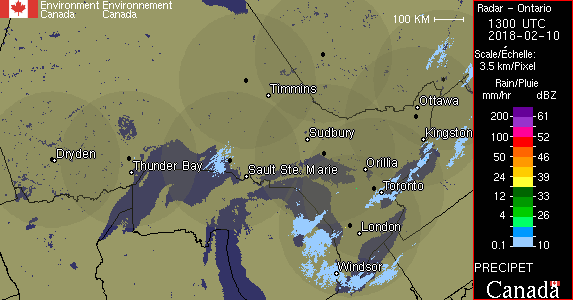 Environment Environnement
Canada Canada
100 KM
Timmins
Ottawa
Sudbury
Kingston
Dryden
Thunder Bay
Sault Ste. Marie
Orillia
Toronto
London
Windsor
Radar - Ontario
1300 UTC
2018-02-10
Scale/Échelle:
3.5 km/Pixel
Rain/Pluie
mm/hr dBZ
200 61
100 52
50 46
24 39
12 33
4 26
0.1 10
PRECIPET
Canada